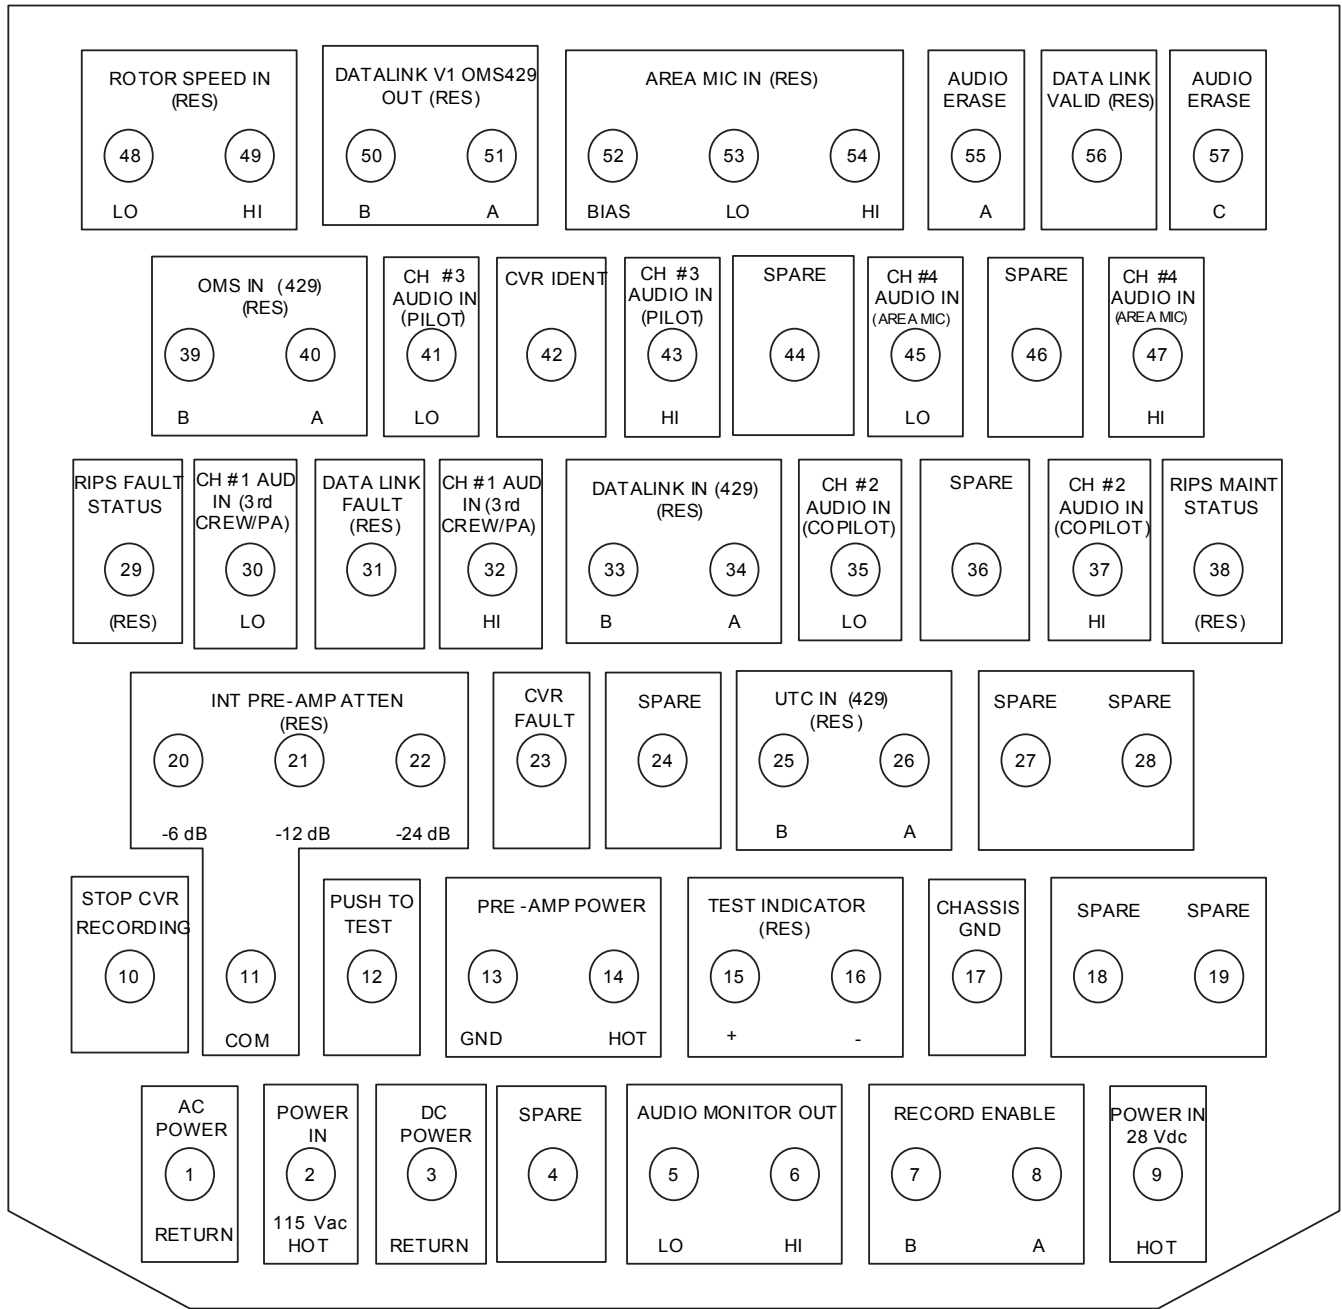 ROTOR SPEED IN
(RES)
48
49
LO
HI
DATALINK V1 OMS429
OUT (RES)
50
51
B
A
AREA MIC IN (RES)
52
53
54
BIAS
LO
HI
AUDIO
ERASE
55
A
DATA LINK
VALID (RES)
56
AUDIO
ERASE
57
C
OMS IN (429)
(RES)
39
40
B
A
CH #3
AUDIO IN
(PILOT)
41
LO
CVR IDENT
42
CH #3
AUDIO IN
(PILOT)
43
HI
SPARE
44
CH #4
AUDIO IN
(AREA MIC)
45
LO
SPARE
46
CH #4
AUDIO IN
(AREA MIC)
47
HI
RIPS FAULT
STATUS
29
(RES)
CH #1 AUD
IN (3rd
CREW/PA)
30
LO
DATA LINK
FAULT
(RES)
31
CH #1 AUD
IN (3rd
CREW/PA)
32
HI
DATALINK IN (429)
(RES)
33
34
B
A
CH #2
AUDIO IN
(COPILOT)
35
LO
SPARE
36
CH #2
AUDIO IN
(COPILOT)
37
HI
RIPS MAINT
STATUS
38
(RES)
INT PRE-AMP ATTEN
(RES)
20
21
22
-6 dB
-12 dB
-24 dB
11
COM
CVR
FAULT
23
SPARE
24
UTC IN (429)
(RES)
25
26
B
A
SPARE
SPARE
27
28
STOP CVR
RECORDING
10
PUSH TO
TEST
12
PRE-AMP POWER
13
14
GND
HOT
TEST INDICATOR
(RES)
15
16
+
-
CHASSIS
GND
17
SPARE
SPARE
18
19
AC
POWER
1
RETURN
POWER
IN
2
115 Vac
HOT
DC
POWER
3
RETURN
SPARE
4
AUDIO MONITOR OUT
5
6
LO
HI
RECORD ENABLE
7
8
B
A
POWER IN
28 Vdc
9
HOT